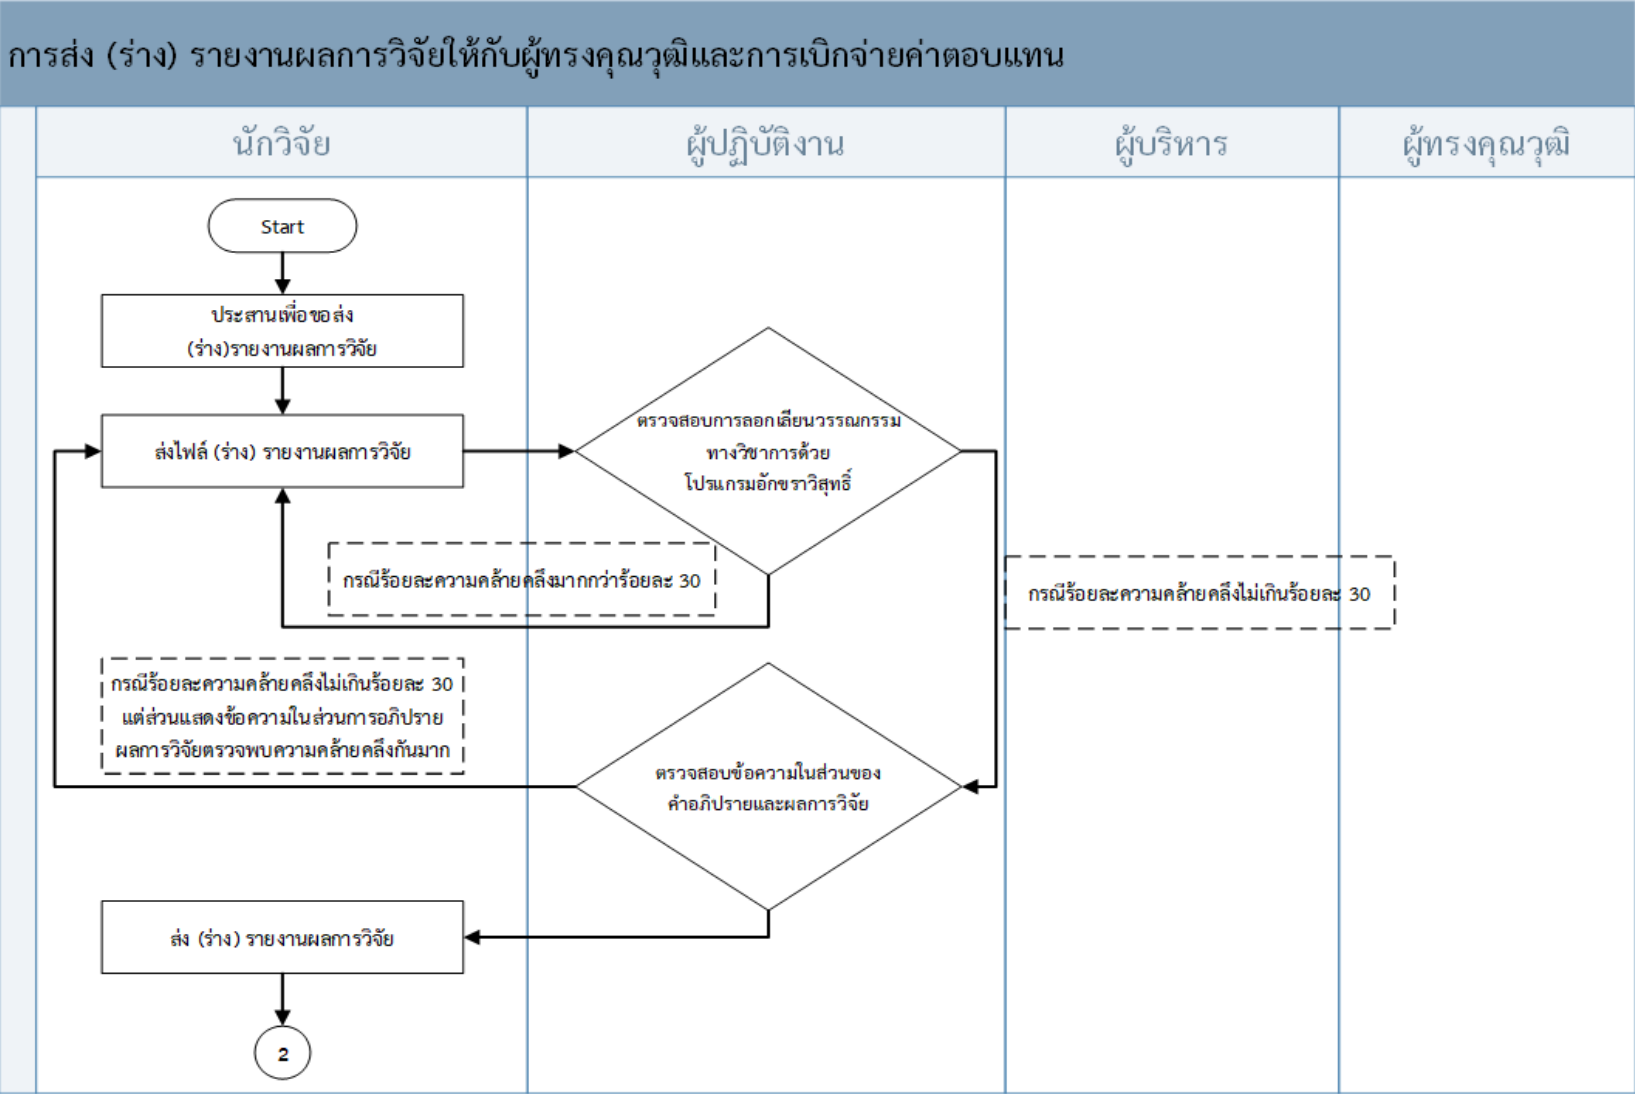 การส่ง (ร่าง) รายงานผลการวิจัยให้กับผู้ทรงคุณวุฒิและการเบิกจ่ายค่าตอบแทน
นักวิจัย
ผู้ปฏิบัติงาน
ผู้บริหาร
ผู้ทรงคุณวุฒิ
Start
ประสานเพื่อขอส่ง
(ร่าง)รายงานผลการวิจัย
ส่งไฟล์ (ร่าง) รายงานผลการวิจัย
ตรวจสอบการลอกเลียนวรรณกรรม
ทางวิชาการด้วย
โปรแกรมอักขราวิสุทธิ์
กรณีร้อยละความคล้ายคลึงมากกว่าร้อยละ 30
กรณีร้อยละความคล้ายคลึงไม่เกินร้อยละ 30
กรณีร้อยละความคล้ายคลึงไม่เกินร้อยละ 30
แต่ส่วนแสดงข้อความในส่วนการอภิปราย
ผลการวิจัยตรวจพบความคล้ายคลึงกันมาก
ตรวจสอบข้อความในส่วนของ
คำอภิปรายและผลการวิจัย
ส่ง (ร่าง) รายงานผลการวิจัย
2